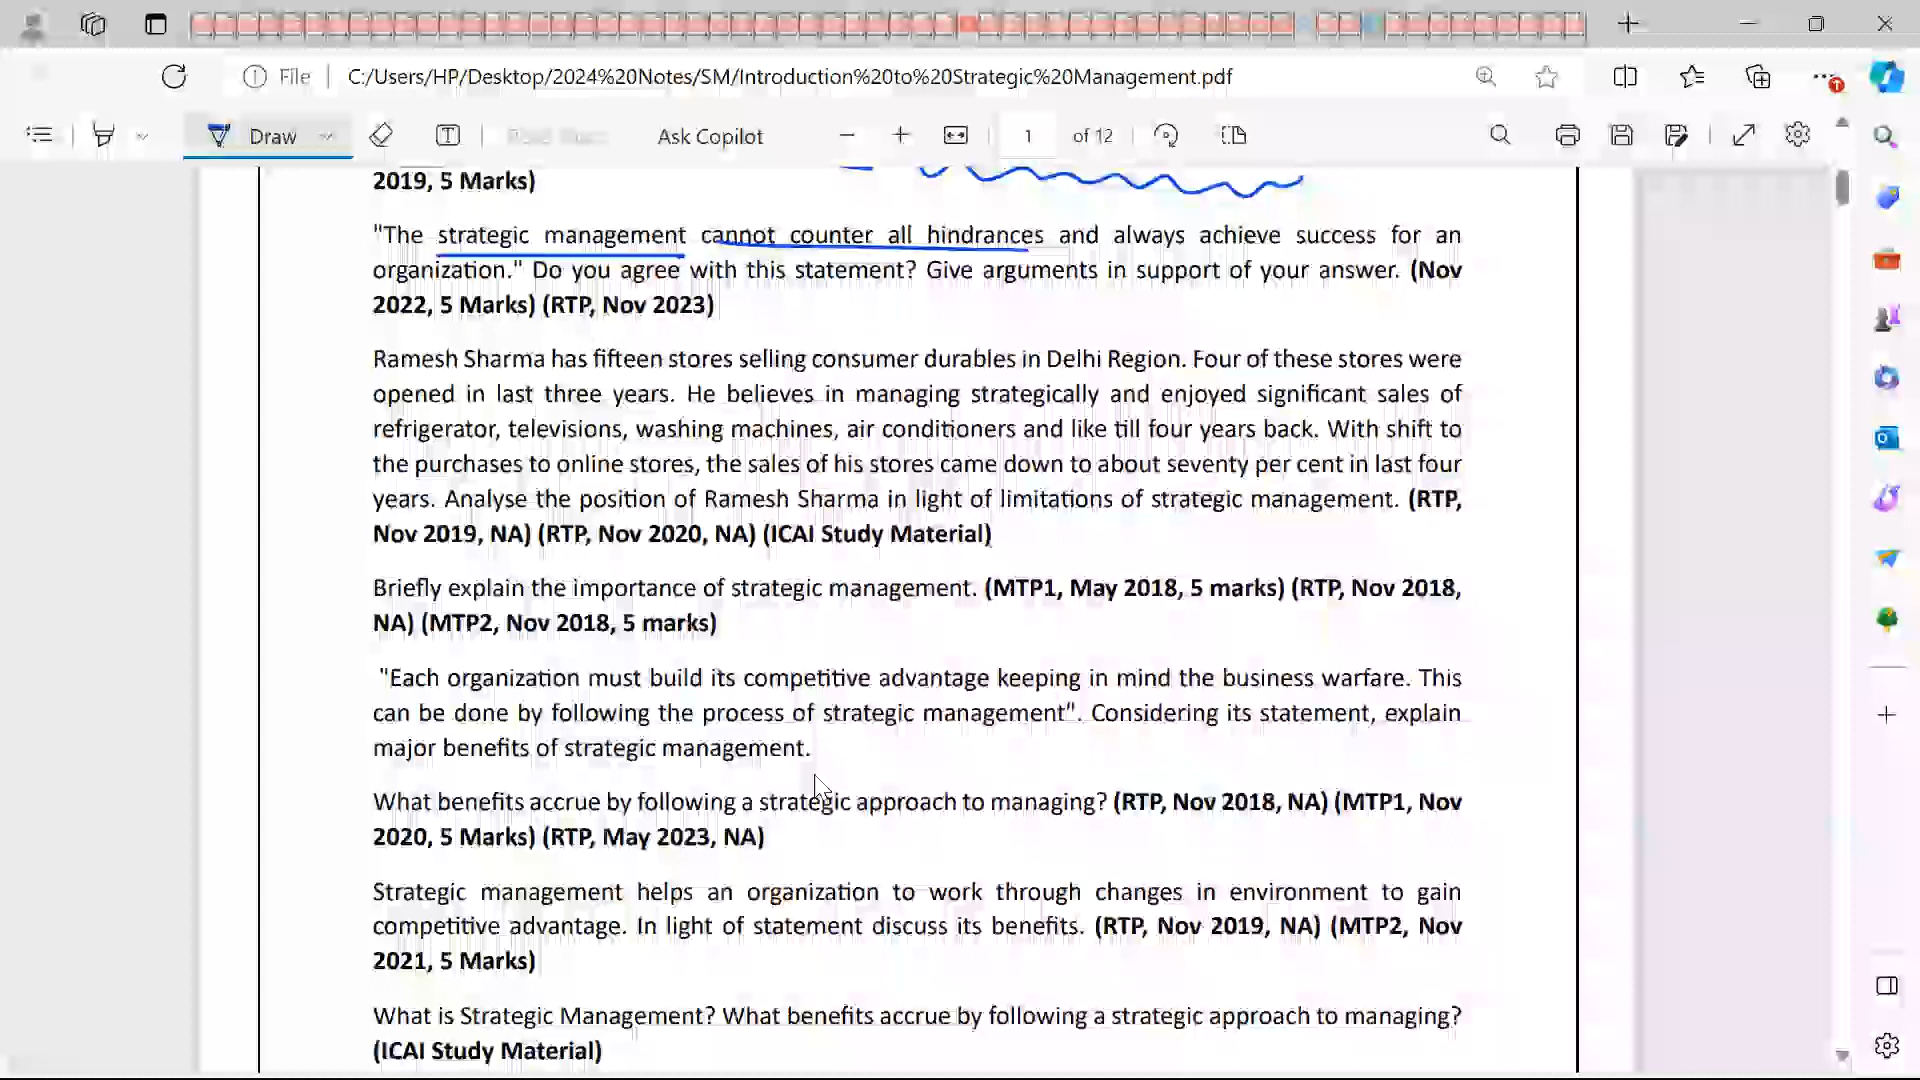 File
C:/Users/HP/Desktop/2024%20Notes/SM/Introduction%20to%20Strategic%20Management.pdf
Draw
Ask Copilot
1 of 12
2019, 5 Marks)
"The strategic management cannot counter all hindrances and always achieve success for an
organization." Do you agree with this statement? Give arguments in support of your answer. (Nov
2022, 5 Marks) (RTP, Nov 2023)
Ramesh Sharma has fifteen stores selling consumer durables in Delhi Region. Four of these stores were
opened in last three years. He believes in managing strategically and enjoyed significant sales of
refrigerator, televisions, washing machines, air conditioners and like till four years back. With shift to
the purchases to online stores, the sales of his stores came down to about seventy per cent in last four
years. Analyse the position of Ramesh Sharma in light of limitations of strategic management. (RTP,
Nov 2019, NA) (RTP, Nov 2020, NA) (ICAI Study Material)
Briefly explain the importance of strategic management. (MTP1, May 2018, 5 marks) (RTP, Nov 2018,
NA) (MTP2, Nov 2018, 5 marks)
"Each organization must build its competitive advantage keeping in mind the business warfare. This
can be done by following the process of strategic management". Considering its statement, explain
major benefits of strategic management.
What benefits accrue by following a strategic approach to managing? (RTP, Nov 2018, NA) (MTP1, Nov
2020, 5 Marks) (RTP, May 2023, NA)
Strategic management helps an organization to work through changes in environment to gain
competitive advantage. In light of statement discuss its benefits. (RTP, Nov 2019, NA) (MTP2, Nov
2021, 5 Marks)
What is Strategic Management? What benefits accrue by following a strategic approach to managing?
(ICAI Study Material)